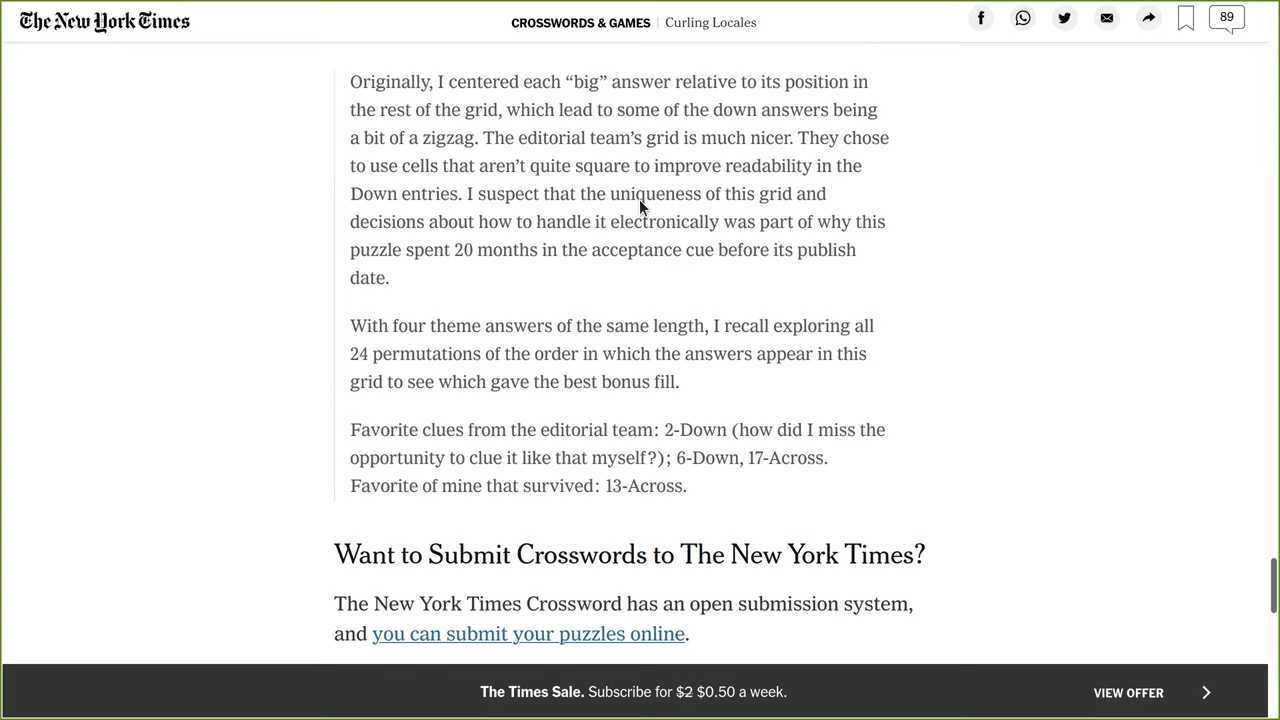 The New York Times
CROSSWORDS & GAMES | Curling Locales
89
Originally, I centered each “big” answer relative to its position in
the rest of the grid, which lead to some of the down answers being
a bit of a zigzag. The editorial team’s grid is much nicer. They chose
to use cells that aren’t quite square to improve readability in the
Down entries. I suspect that the uniqueness of this grid and
decisions about how to handle it electronically was part of why this
puzzle spent 20 months in the acceptance cue before its publish
date.
With four theme answers of the same length, I recall exploring all
24 permutations of the order in which the answers appear in this
grid to see which gave the best bonus fill.
Favorite clues from the editorial team: 2-Down (how did I miss the
opportunity to clue it like that myself?); 6-Down, 17-Across.
Favorite of mine that survived: 13-Across.
Want to Submit Crosswords to The New York Times?
The New York Times Crossword has an open submission system,
and you can submit your puzzles online.
The Times Sale. Subscribe for $2 $0.50 a week.
VIEW OFFER